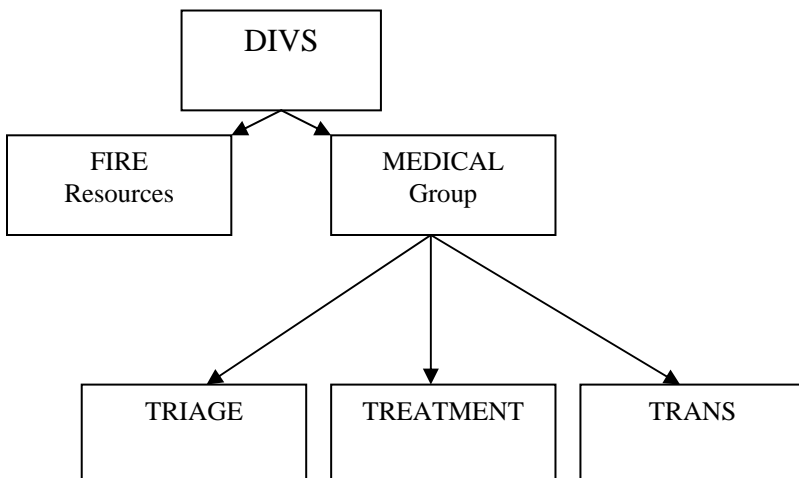 DIVS
FIRE
Resources
MEDICAL
Group
TRIAGE
TREATMENT
TRANS